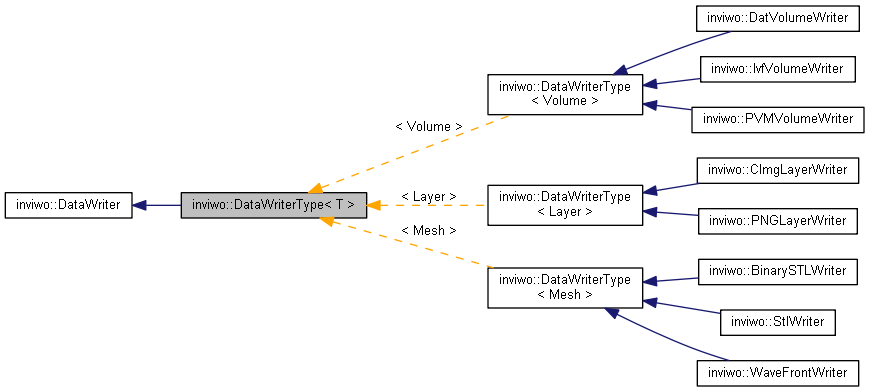 inviwo::DatVolumeWriter
inviwo::IvfVolumeWriter
inviwo::PVMVolumeWriter
inviwo::DataWriterType
< Volume >
< Volume >
inviwo::CImgLayerWriter
inviwo::PNGLayerWriter
inviwo::DataWriterType
< Layer >
< Layer >
inviwo::DataWriter
inviwo::DataWriterType< T >
< Mesh >
inviwo::DataWriterType
< Mesh >
inviwo::BinarySTLWriter
inviwo::StlWriter
inviwo::WaveFrontWriter